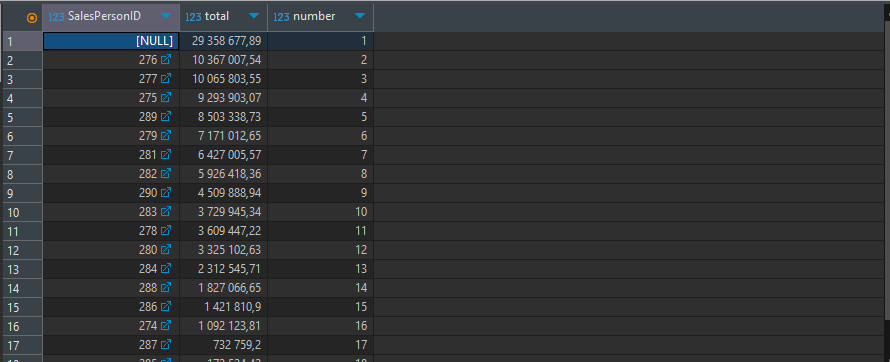 123 SalesPersonID 123 total 123 number
1 [NULL] 29 358 677,89 1
2 276 10 367 007,54 2
3 277 10 065 803,55 3
4 275 9 293 903,07 4
5 289 8 503 338,73 5
6 279 7 171 012,65 6
7 281 6 427 005,57 7
8 282 5 926 418,36 8
9 290 4 509 888,94 9
10 283 3 729 945,34 10
11 278 3 609 447,22 11
12 280 3 325 102,63 12
13 284 2 312 545,71 13
14 288 1 827 066,65 14
15 286 1 421 810,9 15
16 274 1 092 123,81 16
17 287 732 759,2 17